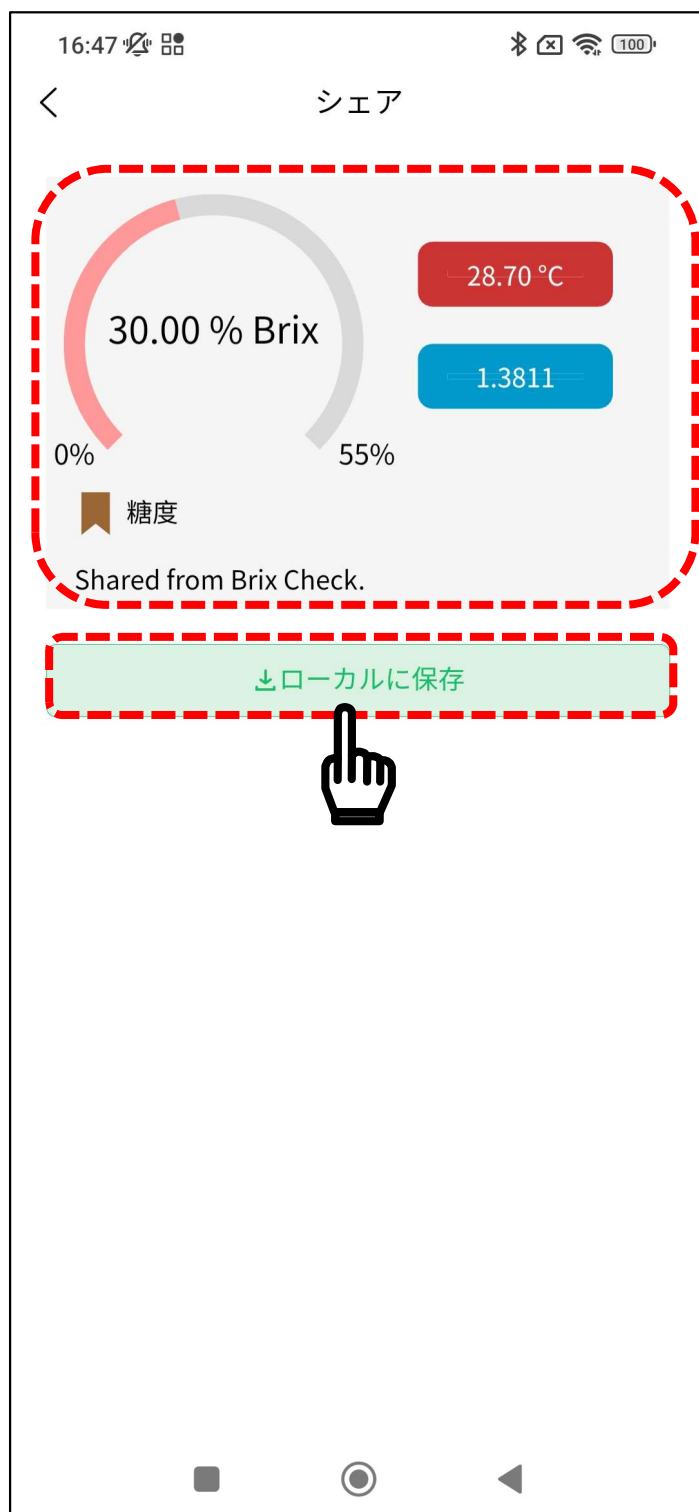 16:47
100
シェア
28.70 °C
30.00 % Brix
1.3811
0%
55%
糖度
Shared from Brix Check.
ローカルに保存